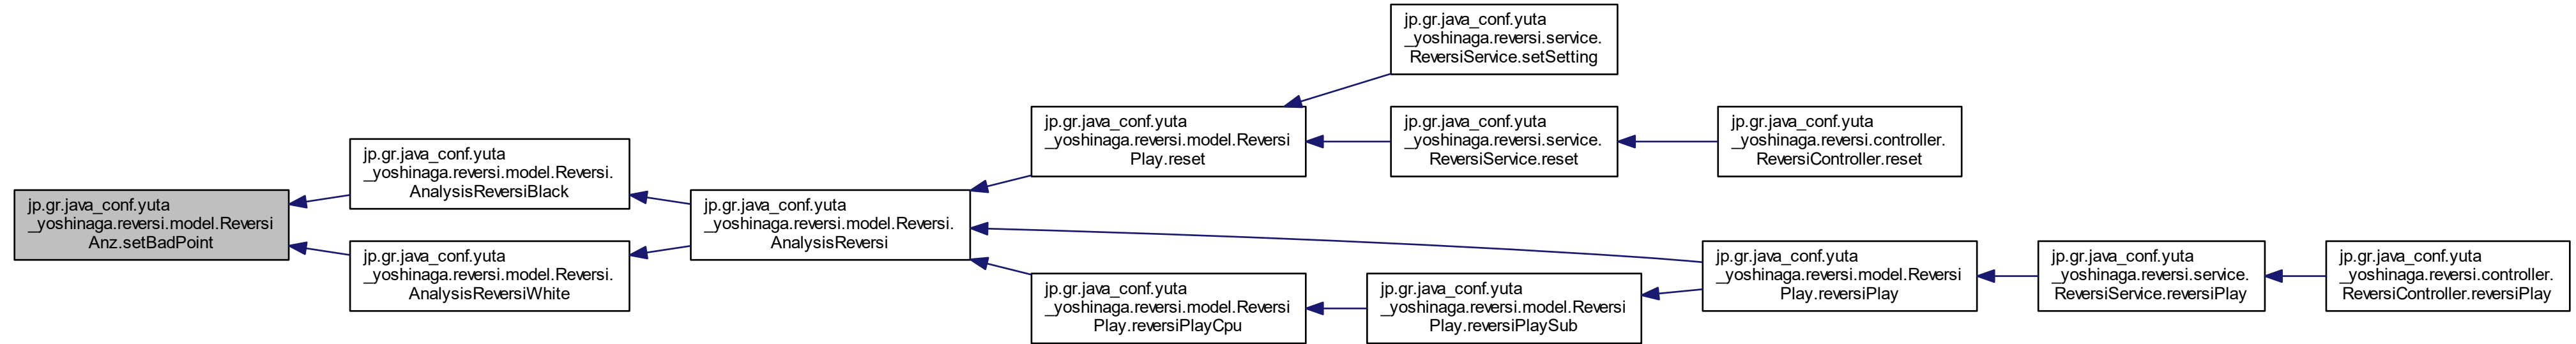 jp.gr.java_conf.yuta
_yoshinaga.reversi.model.Reversi
Anz.setBadPoint
jp.gr.java_conf.yuta
_yoshinaga.reversi.model.Reversi.
AnalysisReversiBlack
jp.gr.java_conf.yuta
_yoshinaga.reversi.model.Reversi.
AnalysisReversiWhite
jp.gr.java_conf.yuta
_yoshinaga.reversi.model.Reversi.
AnalysisReversi
jp.gr.java_conf.yuta
_yoshinaga.reversi.model.Reversi
Play.reset
jp.gr.java_conf.yuta
_yoshinaga.reversi.service.
ReversiService.setSetting
jp.gr.java_conf.yuta
_yoshinaga.reversi.service.
ReversiService.reset
jp.gr.java_conf.yuta
_yoshinaga.reversi.controller.
ReversiController.reset
jp.gr.java_conf.yuta
_yoshinaga.reversi.model.Reversi
Play.reversiPlayCpu
jp.gr.java_conf.yuta
_yoshinaga.reversi.model.Reversi
Play.reversiPlaySub
jp.gr.java_conf.yuta
_yoshinaga.reversi.model.Reversi
Play.reversiPlay
jp.gr.java_conf.yuta
_yoshinaga.reversi.service.
ReversiService.reversiPlay
jp.gr.java_conf.yuta
_yoshinaga.reversi.controller.
ReversiController.reversiPlay